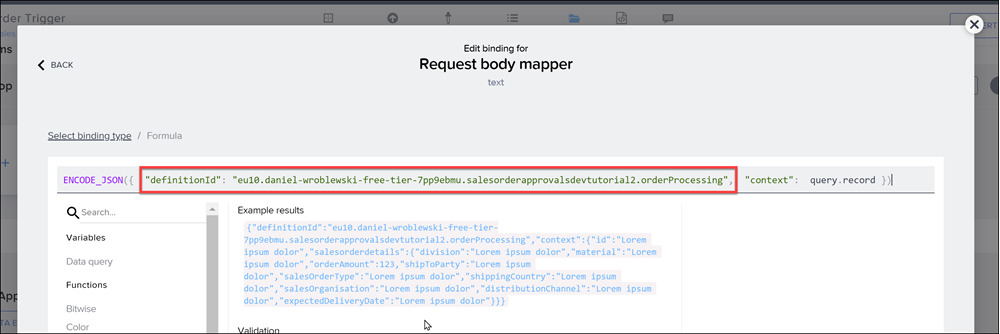 rder Trigger
ales
ms
Edit binding for
BACK
Request body mapper
op
text
Select binding type / Formula
ENCODE_JSON({ "definitionId": "eu10.daniel-wroblewski-free-tier-7pp9ebmu.salesorderapprovalsdevtutorial2.orderProcessing", "context": query.record })
Search...
Example results
Variables
{"definitionId":"eu10.daniel-wroblewski-free-tier-
7pp9ebmu.salesorderapprovalsdevtutorial2.orderProcessing","context":{"id":"Lorem
Data query
ipsum dolor","salesorderdetails":{"division":"Lorem ipsum dolor","material":"Lorem
ipsum dolor","orderAmount":123,"shipToParty":"Lorem ipsum
Functions
dolor","salesOrderType":"Lorem ipsum dolor","shippingCountry":"Lorem ipsum
App
dolor","salesOrganisation":"Lorem ipsum dolor","distributionChannel":"Lorem ipsum
Bitwise
dolor","expectedDeliveryDate":"Lorem ipsum dolor"}}}
Color
Validation